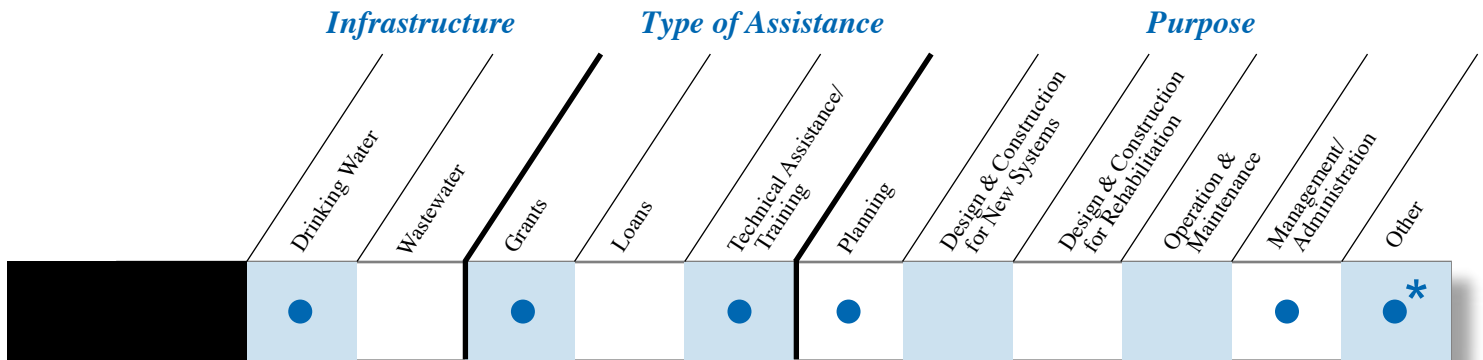 Infrastructure
Type of Assistance
Purpose
Drinking Water
Wastewater
Grants
Loans
Technical Assistance/
Training
Planning
Design & Construction
for New Systems
Design & Construction
for Rehabilitation
Operation &
Maintenance
Management/
Administration
Other
*